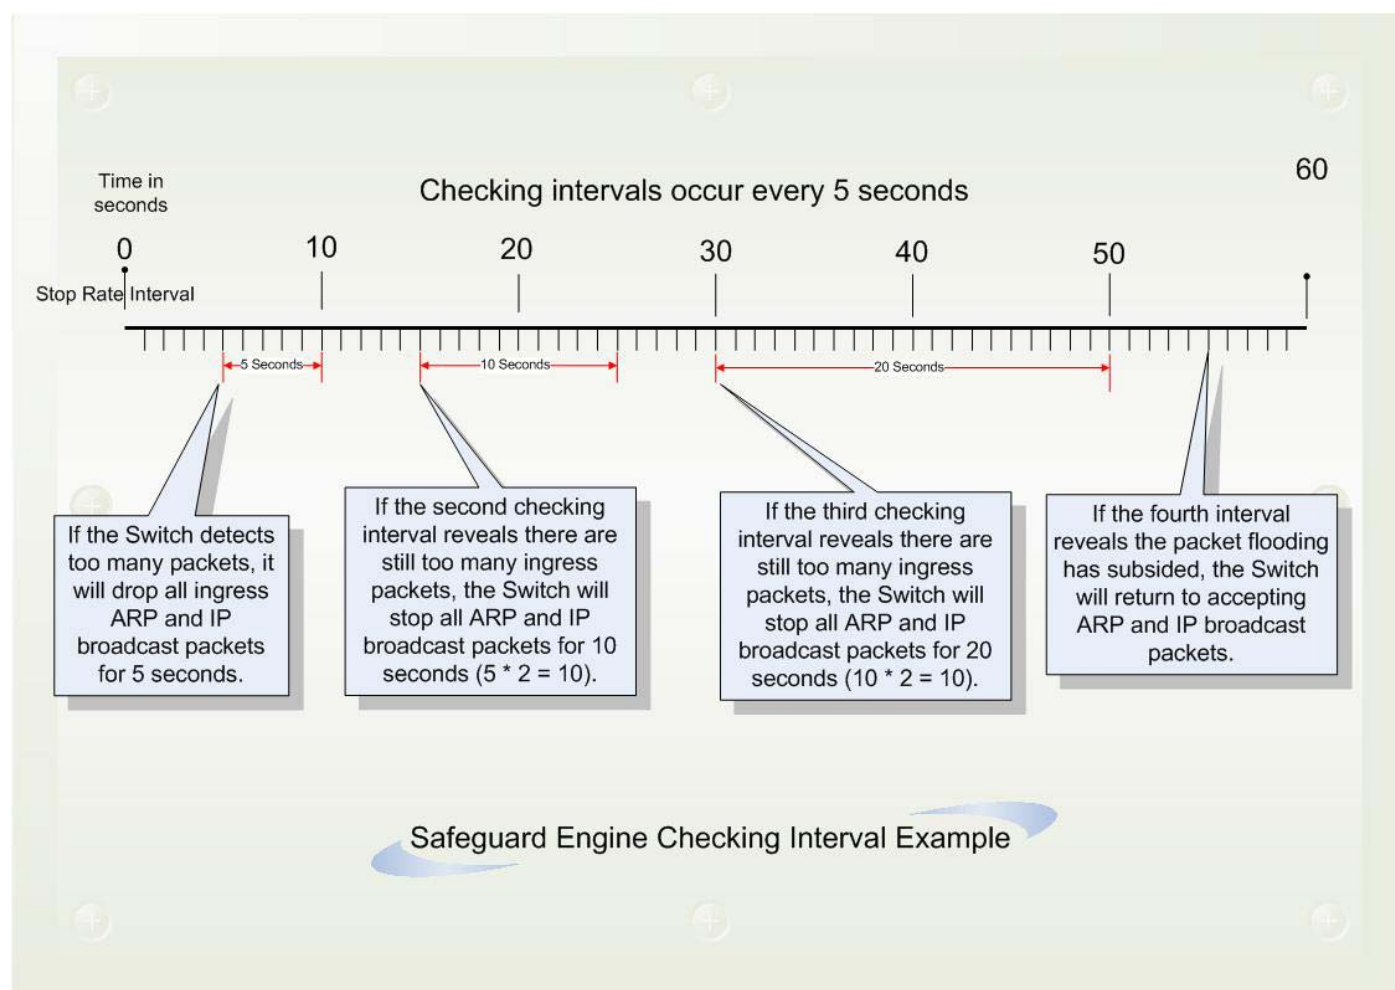 Time in
seconds
Checking intervals occur every 5 seconds
60
0
10
20
30
40
50
Stop Rate Interval
5 Seconds
10 Seconds
20 Seconds
If the Switch detects
too many packets, it
will drop all ingress
ARP and IP
broadcast packets
for 5 seconds.
If the second checking
interval reveals there are
still too many ingress
packets, the Switch will
stop all ARP and IP
broadcast packets for 10
seconds (5 * 2 = 10).
If the third checking
interval reveals there are
still too many ingress
packets, the Switch will
stop all ARP and IP
broadcast packets for 20
seconds (10 * 2 = 10).
If the fourth interval
reveals the packet flooding
has subsided, the Switch
will return to accepting
ARP and IP broadcast
packets.
Safeguard Engine Checking Interval Example